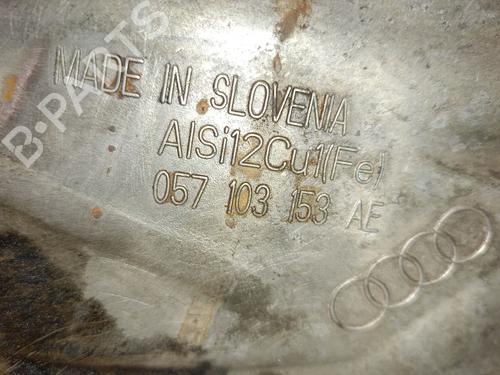 B-PARTS
MADE IN SLOVENIA
AlSi12Cu1(Fe)
057 103 153 AE